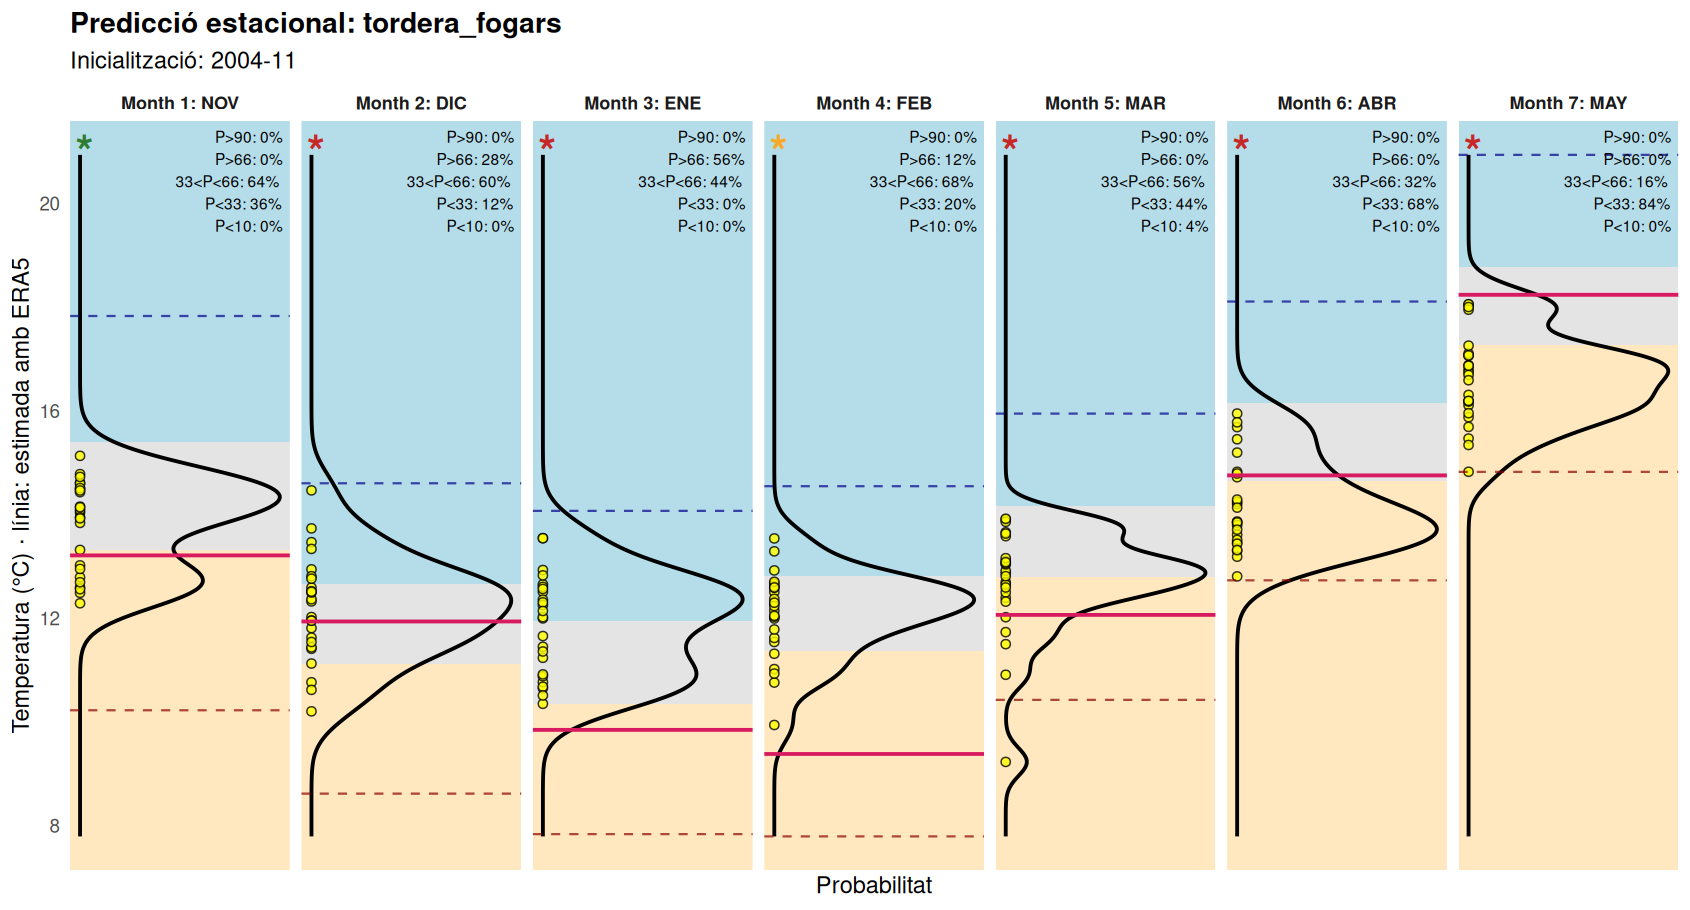 Predicció estacional: tordera_fogars
Inicialització: 2004-11
Month 1: NOV
Month 2: DIC
Month 3: ENE
Month 4: FEB
Month 5: MAR
Month 6: ABR
Month 7: MAY
*
P>90: 0%
P>66: 0%
33<P<66: 64%
P<33: 36%
P<10: 0%
*
P>90: 0%
P>66: 28%
33<P<66: 60%
P<33: 12%
P<10: 0%
*
P>90: 0%
P>66: 56%
33<P<66: 44%
P<33: 0%
P<10: 0%
*
P>90: 0%
P>66: 12%
33<P<66: 68%
P<33: 20%
P<10: 0%
*
P>90: 0%
P>66: 0%
33<P<66: 56%
P<33: 44%
P<10: 4%
*
P>90: 0%
P>66: 0%
33<P<66: 32%
P<33: 68%
P<10: 0%
*
P>90: 0%
P>66: 0%
33<P<66: 16%
P<33: 84%
P<10: 0%
20
16
12
8
Temperatura (°C) · línia: estimada amb ERA5
Probabilitat